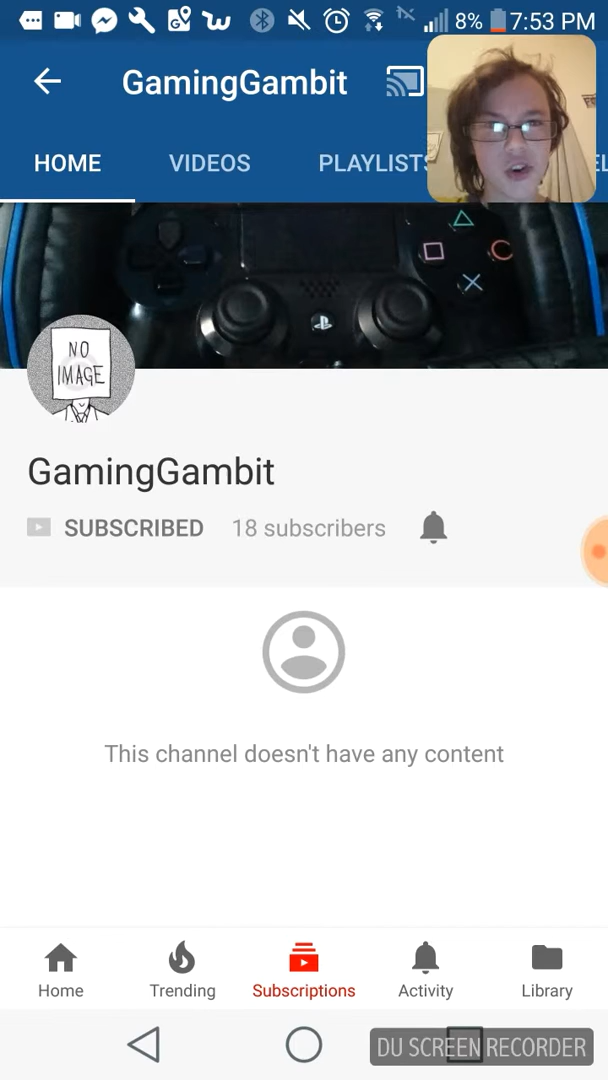 8% 7:53 PM
GamingGambit
HOME VIDEOS PLAYLISTS
NO
IMAGE
GamingGambit
SUBSCRIBED 18 subscribers
This channel doesn't have any content
Home Trending Subscriptions Activity Library
DU SCREEN RECORDER